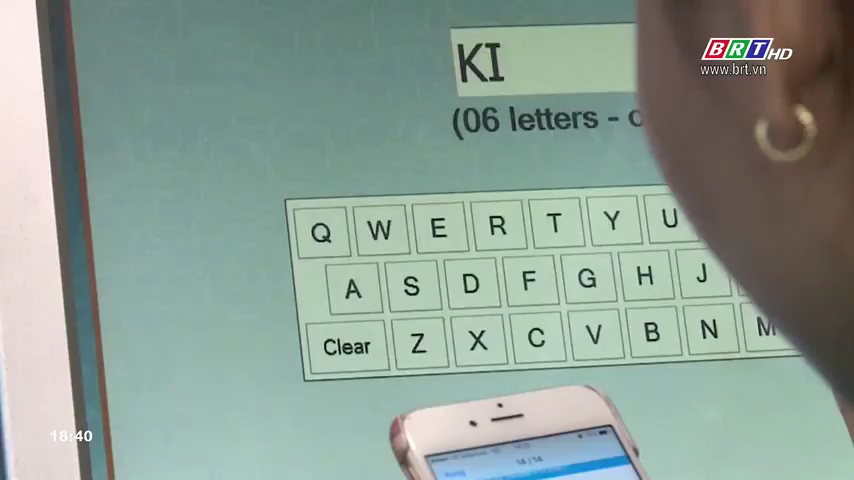 BRT HD
www.brt.vn
KI
(06 letters -
Q W E R T Y U
A S D F G H J
Clear Z X C V B N M
18:40
14 / 14